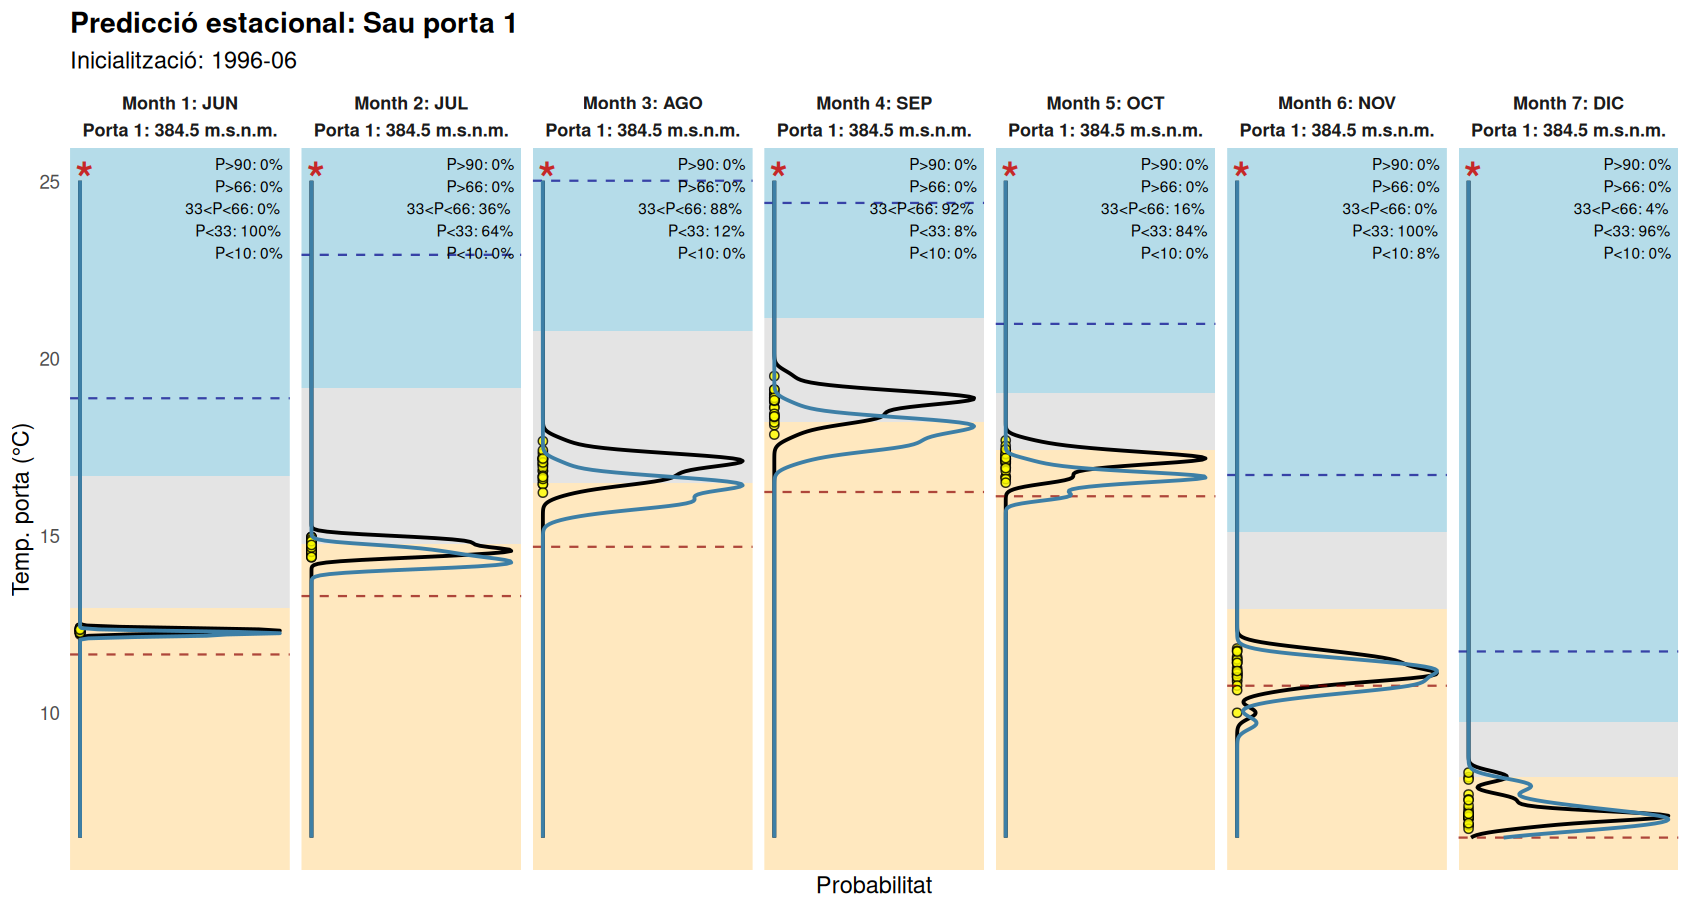 Predicció estacional: Sau porta 1
Inicialització: 1996-06
Month 1: JUN
Porta 1: 384.5 m.s.n.m.
P>90: 0%
P>66: 0%
33<P<66: 0%
P<33: 100%
P<10: 0%
Month 2: JUL
Porta 1: 384.5 m.s.n.m.
P>90: 0%
P>66: 0%
33<P<66: 36%
P<33: 64%
P<10: 0%
Month 3: AGO
Porta 1: 384.5 m.s.n.m.
P>90: 0%
P>66: 0%
33<P<66: 88%
P<33: 12%
P<10: 0%
Month 4: SEP
Porta 1: 384.5 m.s.n.m.
P>90: 0%
P>66: 0%
33<P<66: 92%
P<33: 8%
P<10: 0%
Month 5: OCT
Porta 1: 384.5 m.s.n.m.
P>90: 0%
P>66: 0%
33<P<66: 16%
P<33: 84%
P<10: 0%
Month 6: NOV
Porta 1: 384.5 m.s.n.m.
P>90: 0%
P>66: 0%
33<P<66: 0%
P<33: 100%
P<10: 8%
Month 7: DIC
Porta 1: 384.5 m.s.n.m.
P>90: 0%
P>66: 0%
33<P<66: 4%
P<33: 96%
P<10: 0%
25
20
15
10
Temp. porta (°C)
Probabilitat